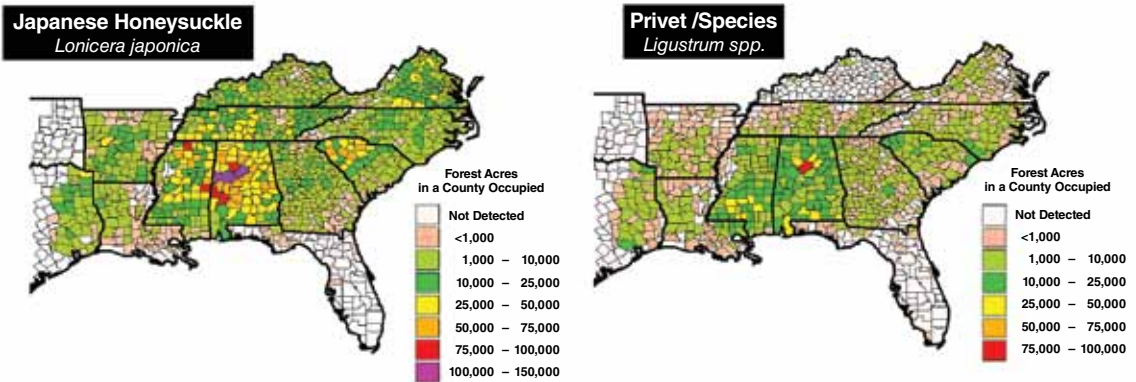 Japanese Honeysuckle
Lonicera japonica
Forest Acres
in a County Occupied
Not Detected
<1,000
1,000 – 10,000
10,000 – 25,000
25,000 – 50,000
50,000 – 75,000
75,000 – 100,000
100,000 – 150,000
Privet /Species
Ligustrum spp.
Forest Acres
in a County Occupied
Not Detected
<1,000
1,000 – 10,000
10,000 – 25,000
25,000 – 50,000
50,000 – 75,000
75,000 – 100,000